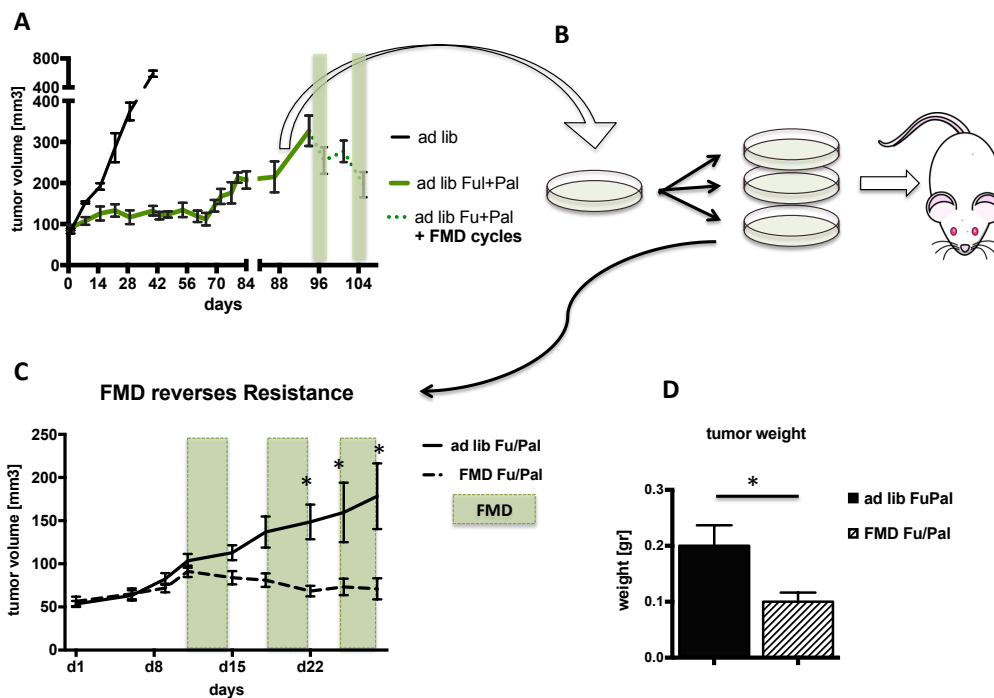 A
800
400
400
300
200
100
0
tumor volume [mm3]
0 14 28 42 56 70 84 88 96 104
days
ad lib
ad lib Ful+Pal
ad lib Fu+Pal
+ FMD cycles
B
C
FMD reverses Resistance
250
200
150
100
50
0
tumor volume [mm3]
* * *
d1 d8 d15 d22
days
ad lib Fu/Pal
FMD Fu/Pal
FMD
D
tumor weight
*
0.3
0.2
0.1
0.0
weight [gr]
ad lib FuPal
FMD Fu/Pal